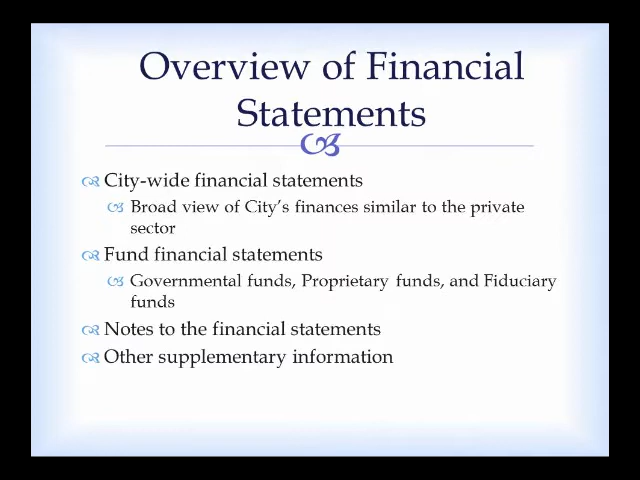 Overview of Financial
Statements
City-wide financial statements
Broad view of City's finances similar to the private
sector
Fund financial statements
Governmental funds, Proprietary funds, and Fiduciary
funds
Notes to the financial statements
Other supplementary information